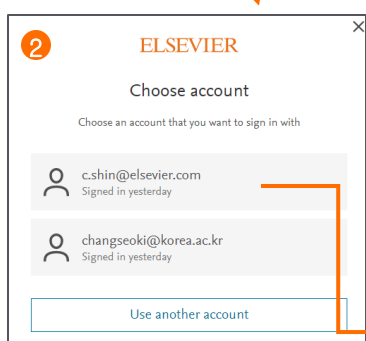 2
ELSEVIER
Choose account
Choose an account that you want to sign in with
c.shin@elsevier.com
Signed in yesterday
changseoki@korea.ac.kr
Signed in yesterday
Use another account